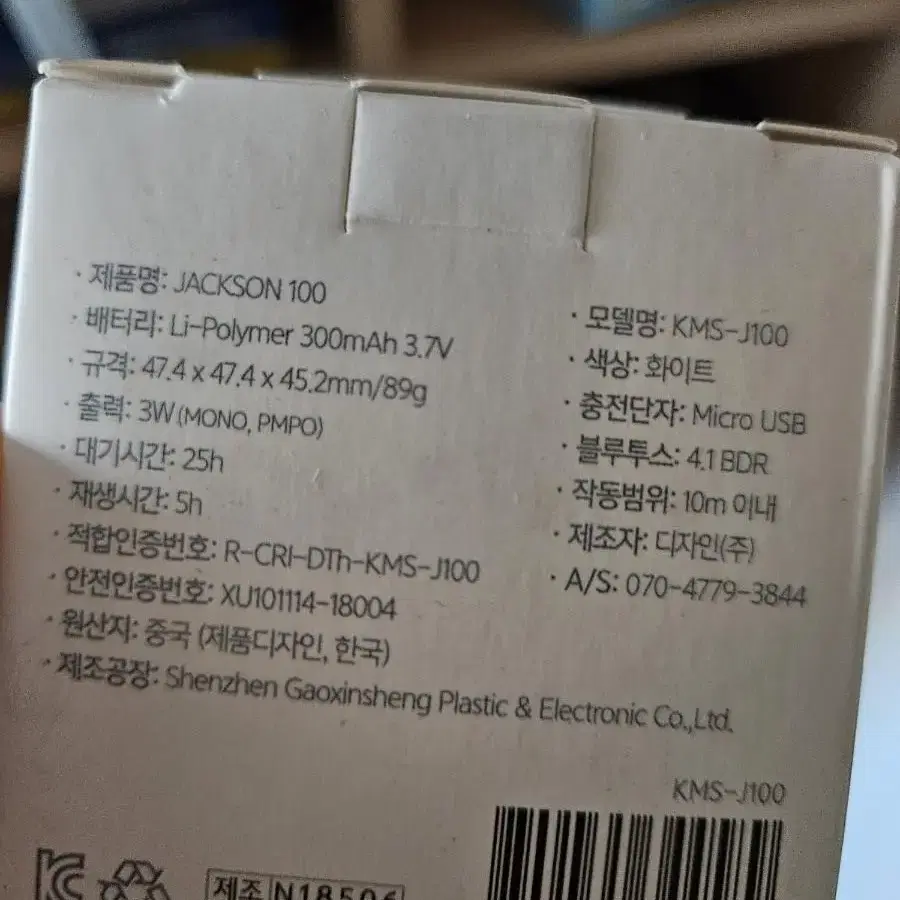 · 제품명: JACKSON 100
· 배터리: Li-Polymer 300mAh 3.7V
· 규격: 47.4 x 47.4 x 45.2mm/89g
· 출력: 3W (MONO, PMPO)
· 대기시간: 25h
· 재생시간: 5h
· 적합인증번호: R-CRI-DTh-KMS-J100
· 안전인증번호: XU101114-18004
· 원산지: 중국 (제품디자인, 한국)
· 제조공장: Shenzhen Gaoxinsheng Plastic & Electronic Co.,Ltd.
· 모델명: KMS-J100
· 색상: 화이트
· 충전단자: Micro USB
· 블루투스: 4.1 BDR
· 작동범위: 10m 이내
· 제조자: 디자인(주)
· A/S: 070-4779-3844
KMS-J100
제조 N18506